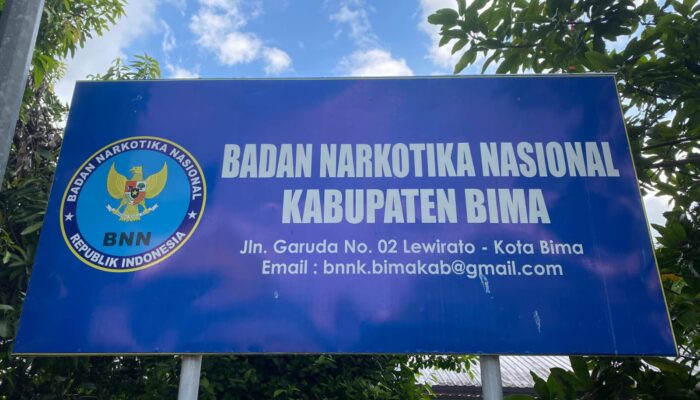 BADAN NARKOTIKA NASIONAL
BNN
REPUBLIK INDONESIA
BADAN NARKOTIKA NASIONAL
KABUPATEN BIMA
Jln. Garuda No. 02 Lewirato - Kota Bima
Email : bnnk.bimakab@gmail.com